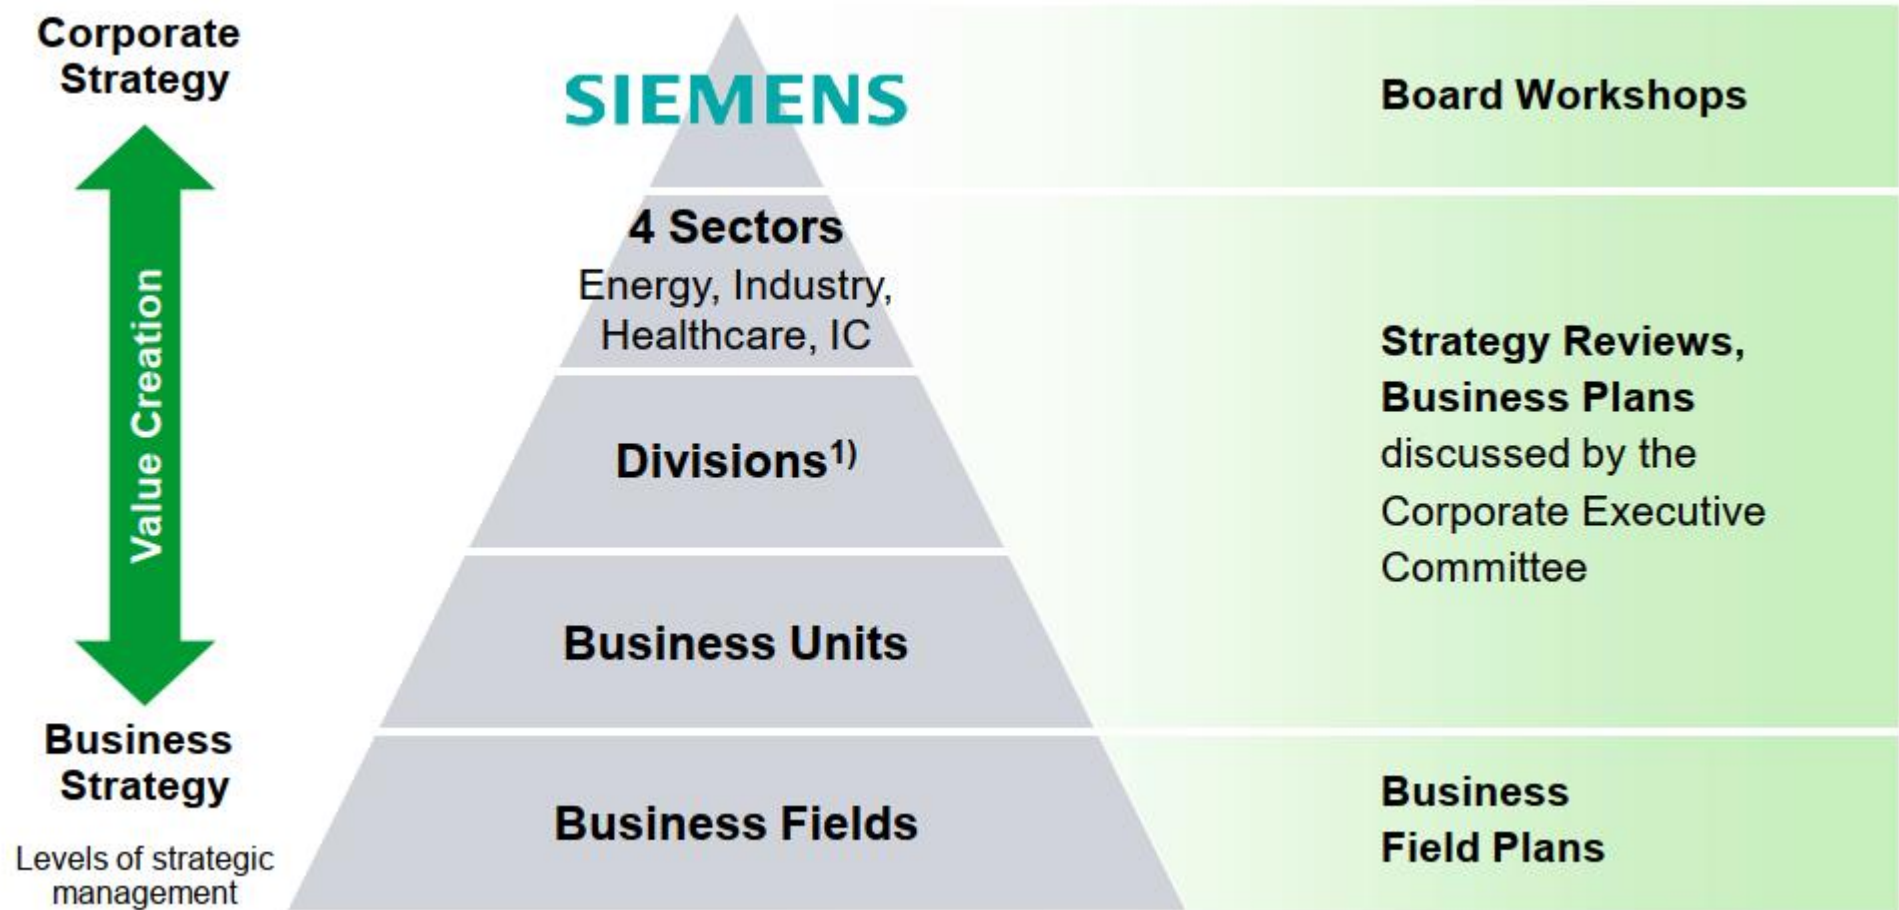 Corporate
Strategy
Value Creation
Business
Strategy
Levels of strategic
management
SIEMENS
4 Sectors
Energy, Industry,
Healthcare, IC
Divisions¹⁾
Business Units
Business Fields
Board Workshops
Strategy Reviews,
Business Plans
discussed by the
Corporate Executive
Committee
Business
Field Plans